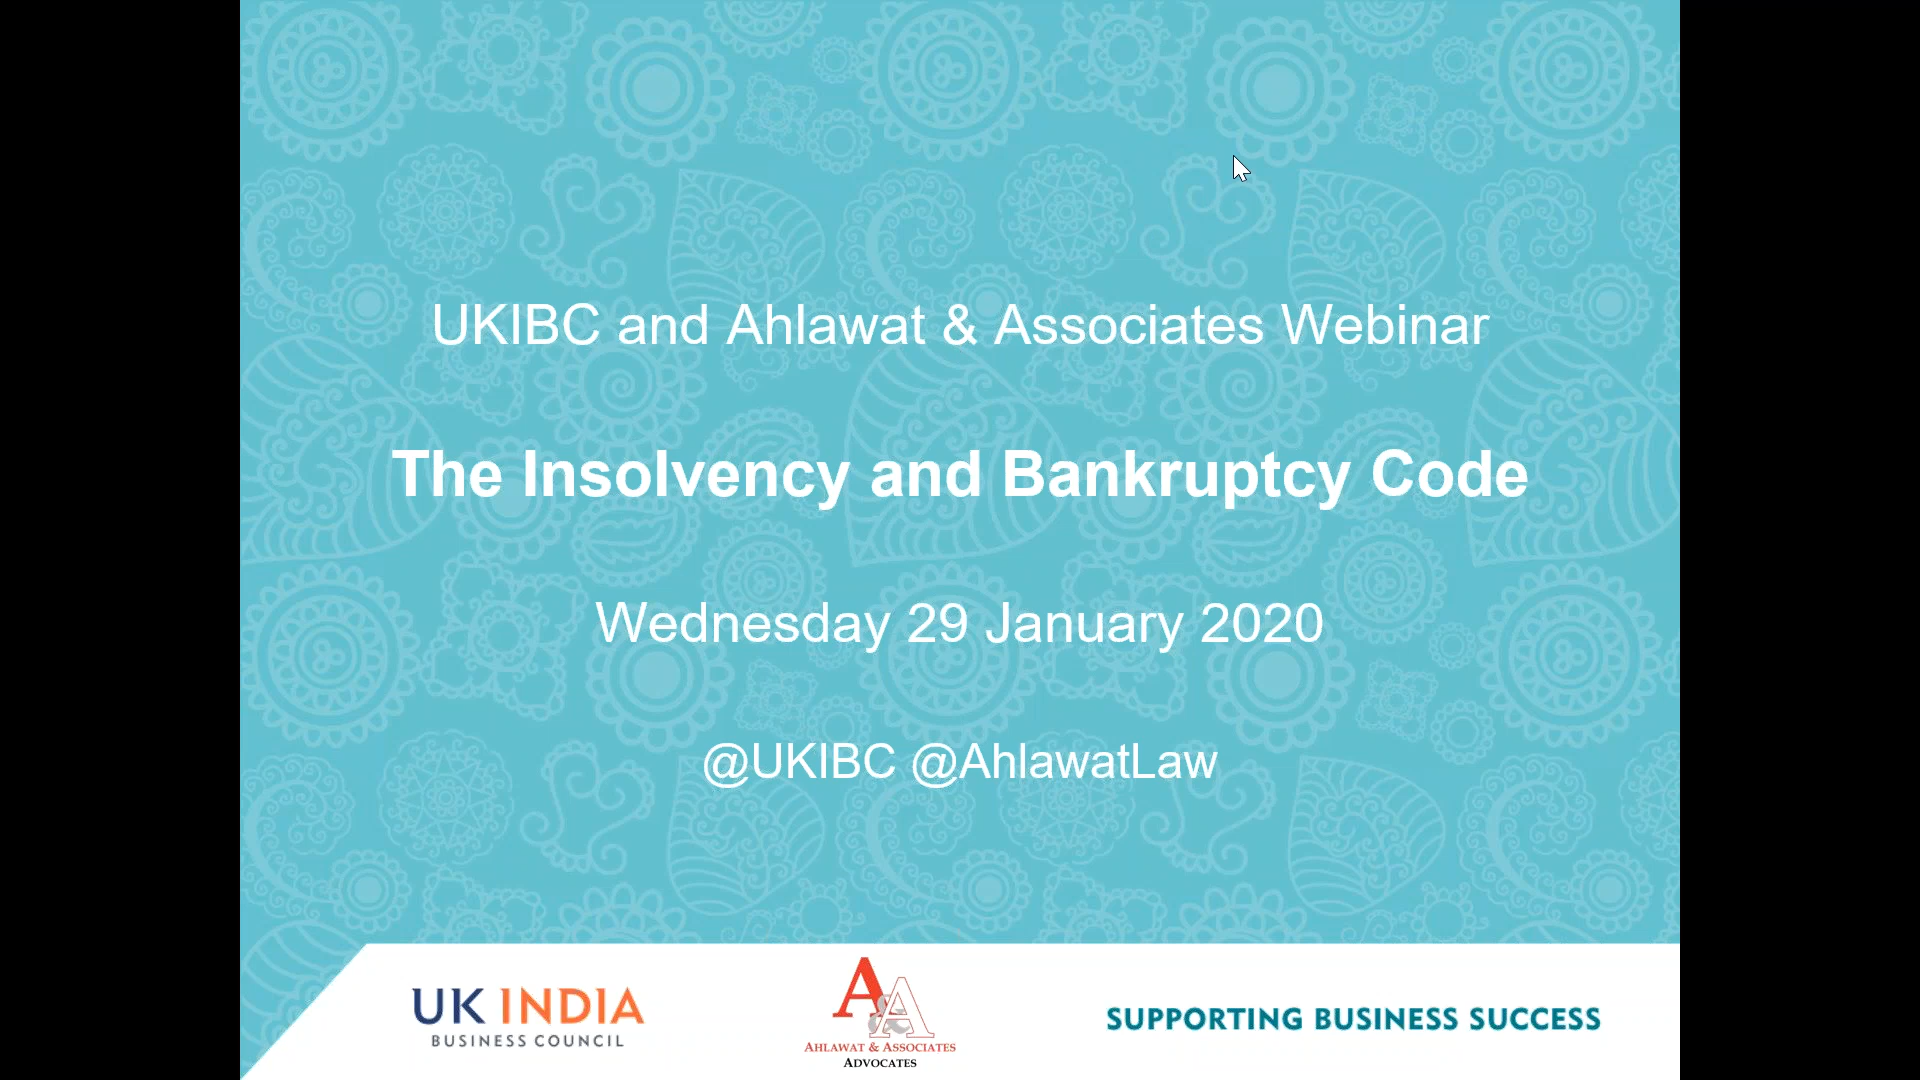 UKIBC and Ahlawat & Associates Webinar
The Insolvency and Bankruptcy Code
Wednesday 29 January 2020
@UKIBC @AhlawatLaw
UK INDIA
BUSINESS COUNCIL
A&A
AHLAWAT & ASSOCIATES
ADVOCATES
SUPPORTING BUSINESS SUCCESS